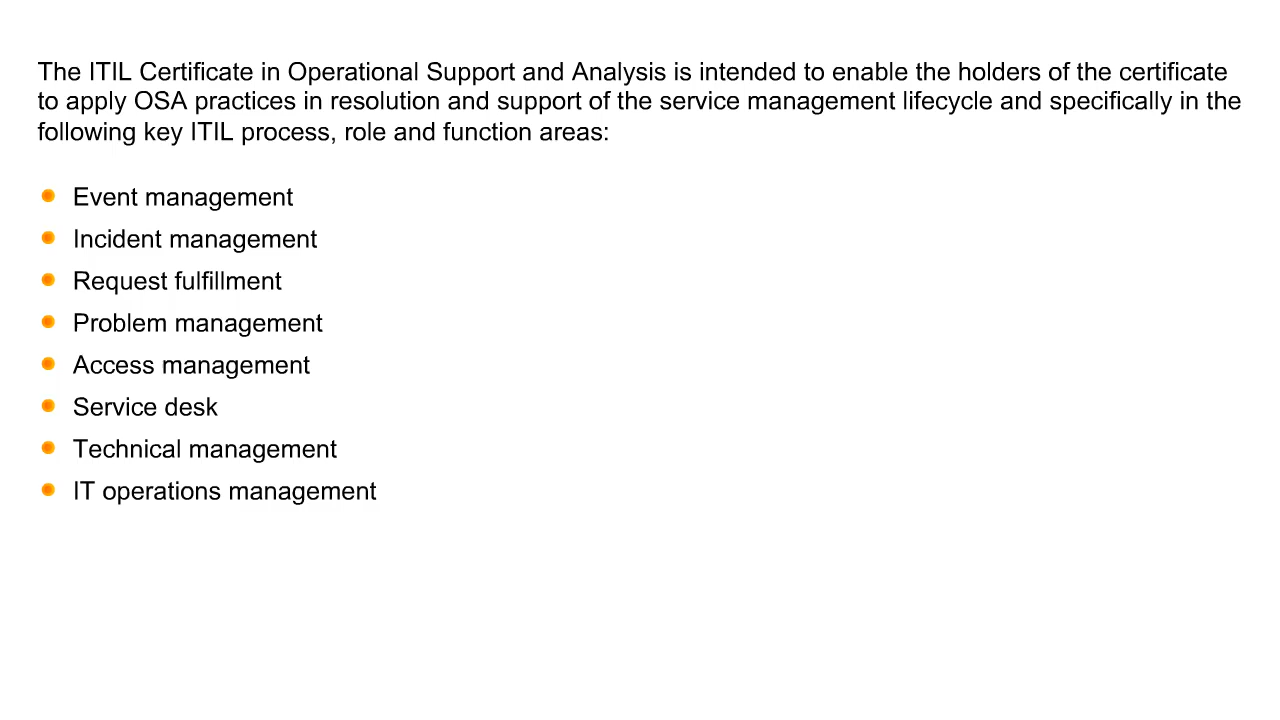 The ITIL Certificate in Operational Support and Analysis is intended to enable the holders of the certificate
to apply OSA practices in resolution and support of the service management lifecycle and specifically in the
following key ITIL process, role and function areas:
Event management
Incident management
Request fulfillment
Problem management
Access management
Service desk
Technical management
IT operations management